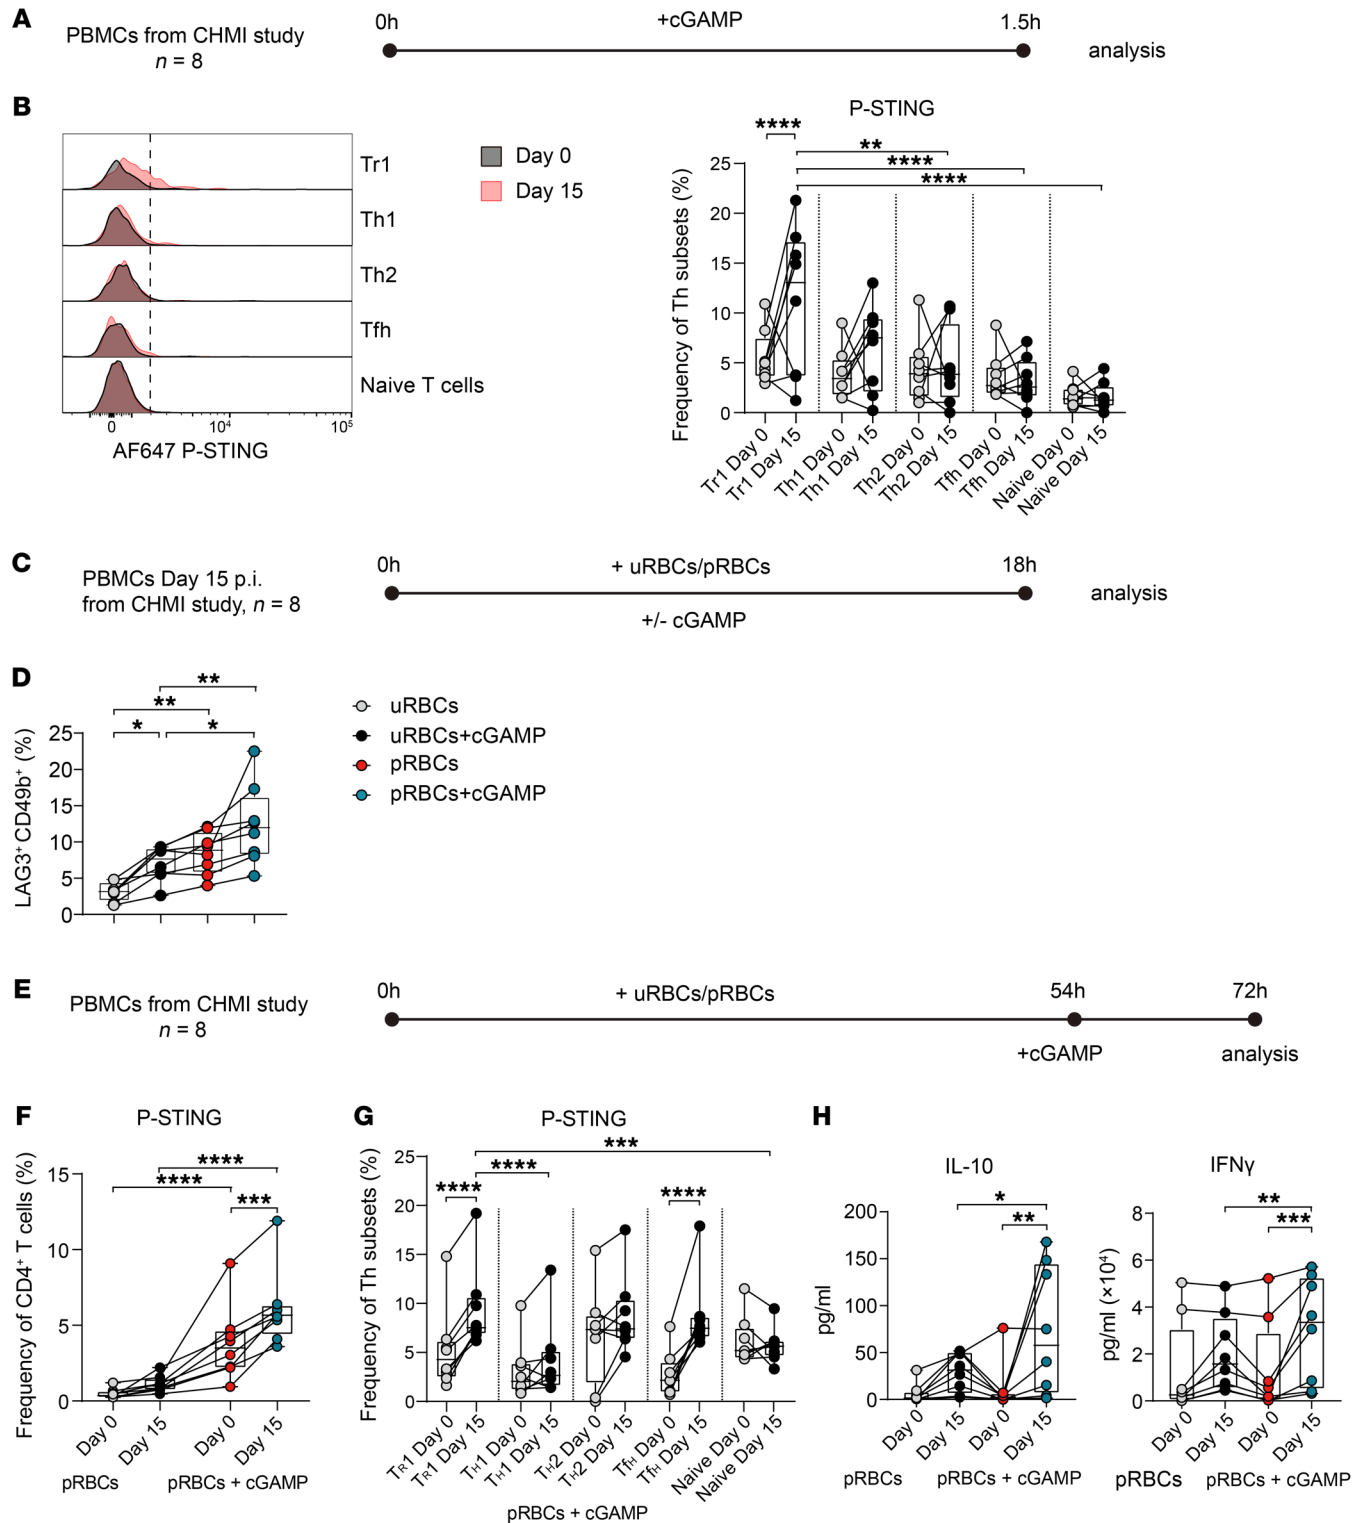 A
PBMCs from CHMI study
n = 8
0h
+cGAMP
1.5h
analysis
B
Tr1
Th1
Th2
Tfh
Naive T cells
0
10⁴
10⁵
AF647 P-STING
Day 0
Day 15
P-STING
****
**
****
****
Frequency of Th subsets (%)
25
20
15
10
5
0
Tr1 Day 0
Tr1 Day 15
Th1 Day 0
Th1 Day 15
Th2 Day 0
Th2 Day 15
Tfh Day 0
Tfh Day 15
Naive Day 0
Naive Day 15
C
PBMCs Day 15 p.i.
from CHMI study, n = 8
0h
+ uRBCs/pRBCs
18h
+/- cGAMP
analysis
D
**
**
*
*
LAG3⁺ CD49b⁺ (%)
25
20
15
10
5
0
uRBCs
uRBCs+cGAMP
pRBCs
pRBCs+cGAMP
E
PBMCs from CHMI study
n = 8
0h
+ uRBCs/pRBCs
54h
72h
+cGAMP
analysis
F
P-STING
****
****
***
Frequency of CD4⁺ T cells (%)
15
10
5
0
Day 0
Day 15
Day 0
Day 15
pRBCs
pRBCs + cGAMP
G
P-STING
***
****
****
****
Frequency of Th subsets (%)
25
20
15
10
5
0
TR1 Day 0
TR1 Day 15
TH1 Day 0
TH1 Day 15
TH2 Day 0
TH2 Day 15
TfH Day 0
TfH Day 15
Naive Day 0
Naive Day 15
pRBCs + cGAMP
H
IL-10
*
**
pg/ml
200
150
100
50
0
Day 0
Day 15
Day 0
Day 15
pRBCs
pRBCs + cGAMP
IFNγ
**
***
pg/ml (×10⁴)
8
6
4
2
0
Day 0
Day 15
Day 0
Day 15
pRBCs
pRBCs + cGAMP